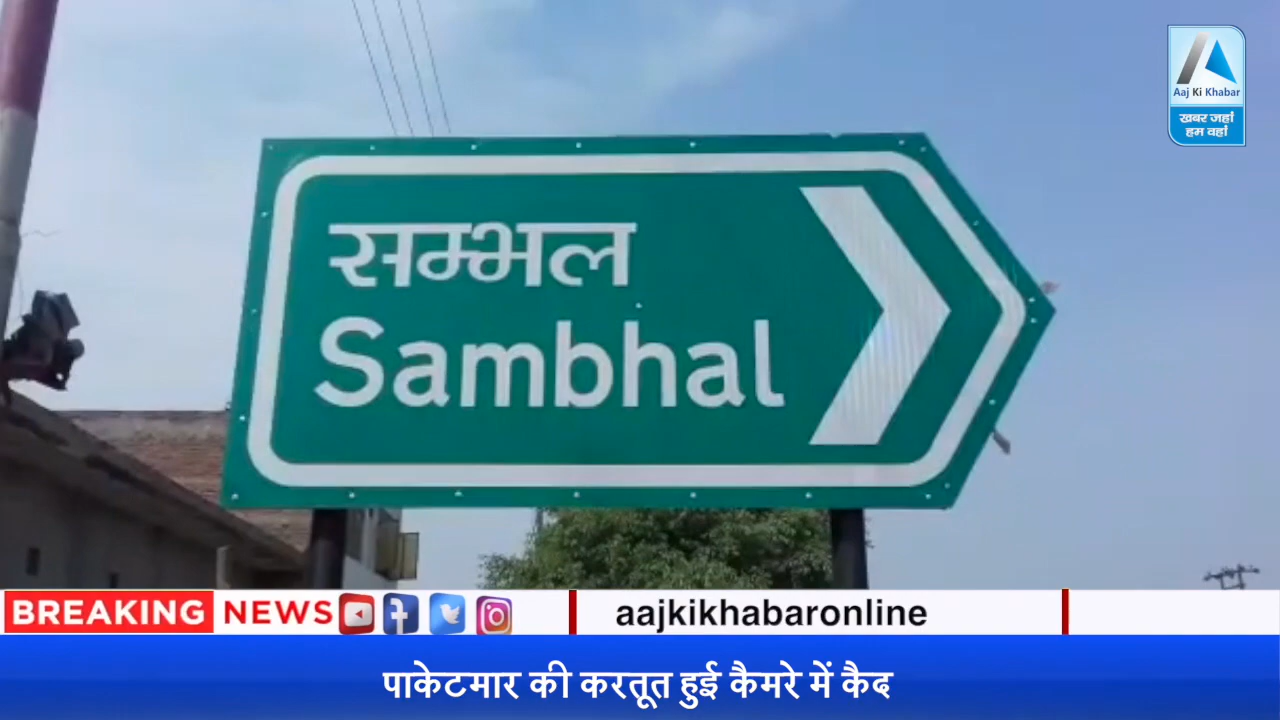 Aaj Ki Khabar
खबर जहां
हम वहां
सम्भल
Sambhal
BREAKING NEWS
aajkikhabaronline
पाकेटमार की करतूत हुई कैमरे में कैद